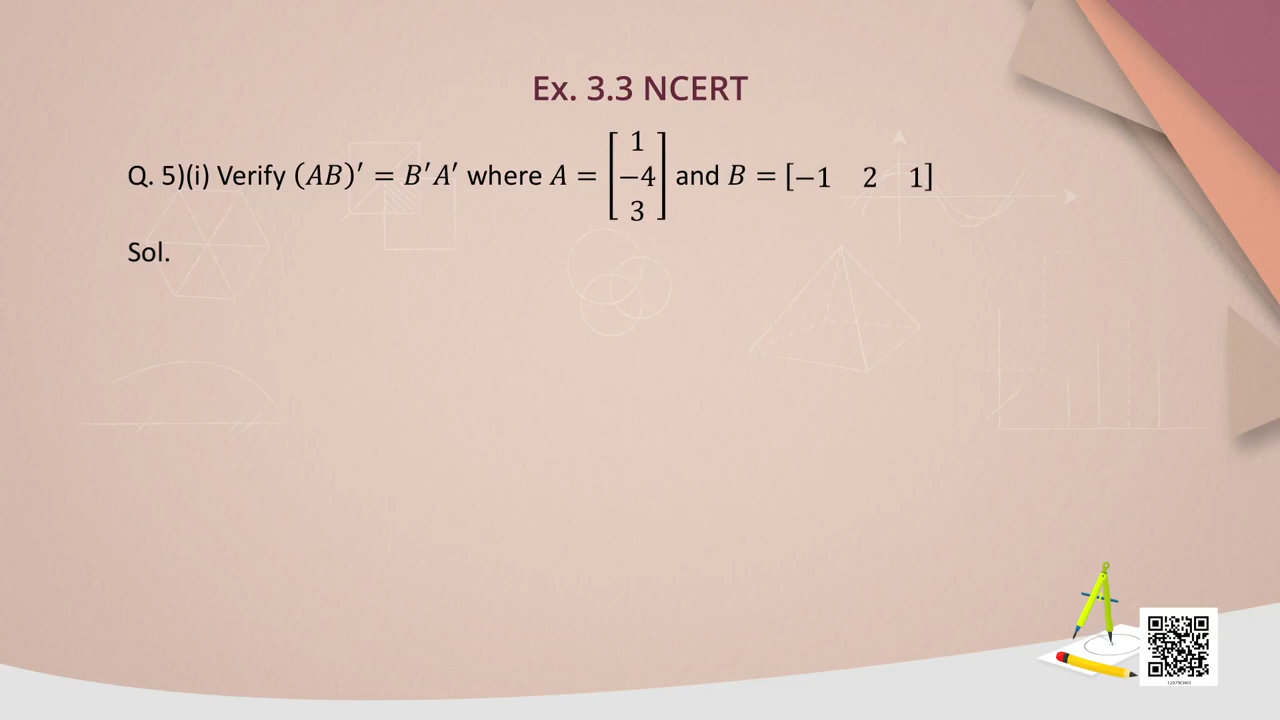 Ex. 3.3 NCERT
Q. 5)(i) Verify (AB)′ = B′A′ where A = [1 −4 3] and B = [−1 2 1]
Sol.